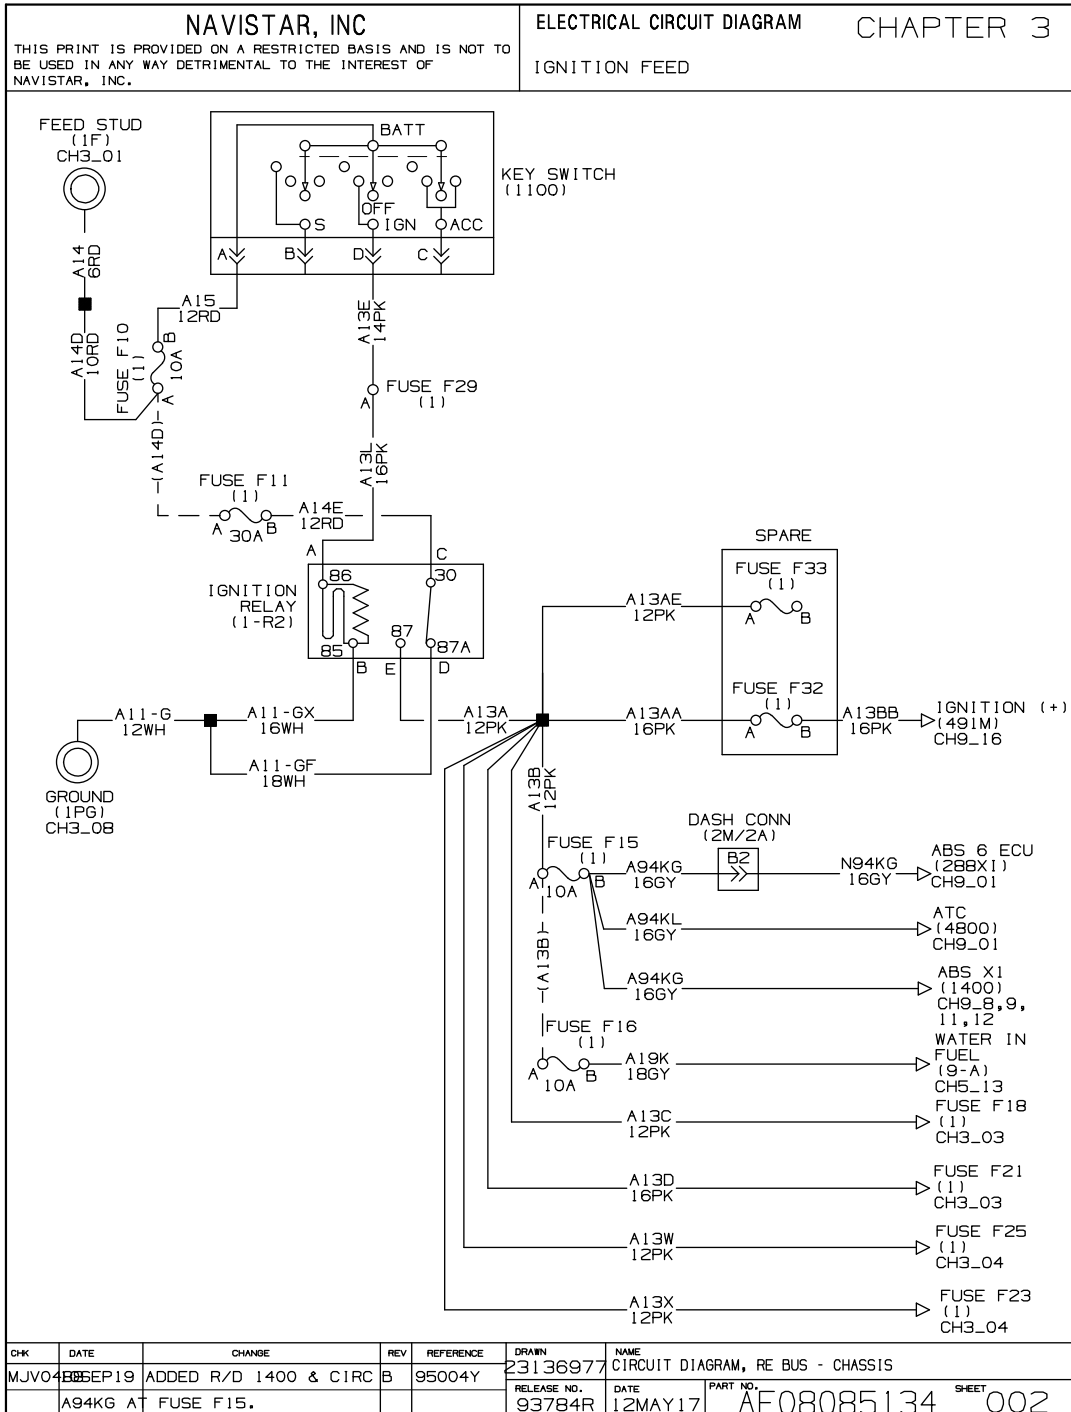 NAVISTAR, INC
THIS PRINT IS PROVIDED ON A RESTRICTED BASIS AND IS NOT TO
BE USED IN ANY WAY DETRIMENTAL TO THE INTEREST OF
NAVISTAR, INC.
ELECTRICAL CIRCUIT DIAGRAM
CHAPTER 3
IGNITION FEED
FEED STUD
(1F)
CH3_01
BATT
OFF
S
IGN
ACC
A
B
D
C
KEY SWITCH
(1100)
A14
6RD
A14D
10RD
A15
12RD
FUSE F10
(1)
B
10A
A
A13E
14PK
FUSE F29
(1)
A
(A14D)
A13L
16PK
FUSE F11
(1)
A
30A
B
A14E
12RD
A
C
IGNITION
RELAY
(1-R2)
86
30
87
85
87A
B
E
D
SPARE
FUSE F33
(1)
A
B
A13AE
12PK
FUSE F32
(1)
A
B
A13AA
16PK
A13BB
16PK
IGNITION (+)
(491M)
CH9_16
A11-G
12WH
A11-GX
16WH
A13A
12PK
A11-GF
18WH
GROUND
(1PG)
CH3_08
A13B
12PK
FUSE F15
(1)
A
10A
B
DASH CONN
(2M/2A)
B2
A94KG
16GY
N94KG
16GY
ABS 6 ECU
(288X1)
CH9_01
A94KL
16GY
ATC
(4800)
CH9_01
(A13B)
A94KG
16GY
ABS X1
(1400)
CH9_8,9,
11,12
FUSE F16
(1)
A
10A
B
A19K
18GY
WATER IN
FUEL
(9-A)
CH5_13
A13C
12PK
FUSE F18
(1)
CH3_03
A13D
16PK
FUSE F21
(1)
CH3_03
A13W
12PK
FUSE F25
(1)
CH3_04
A13X
12PK
FUSE F23
(1)
CH3_04
CHK DATE CHANGE REV REFERENCE
SEP19 ADDED R/D 1400 & CIRC B 95004Y
A94KG AT FUSE F15.
DRAWN
23136977
NAME
CIRCUIT DIAGRAM, RE BUS - CHASSIS
RELEASE NO.
93784R
DATE
12MAY17
PART NO.
AE08085134
SHEET
002